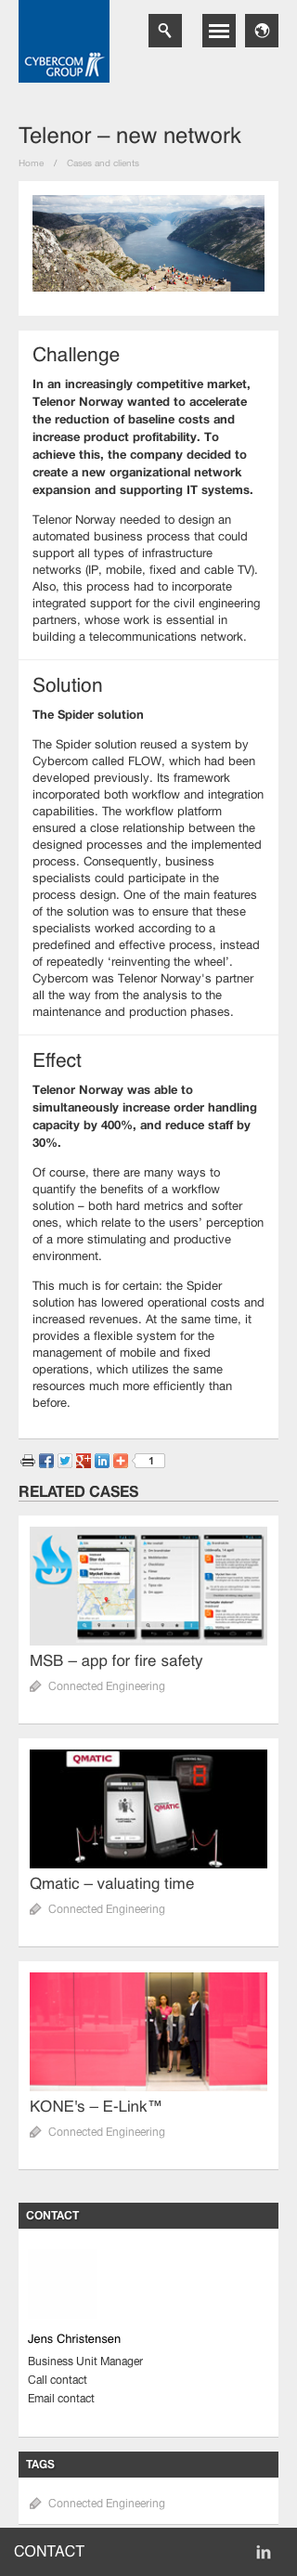 CYBERCOM
GROUP
Telenor – new network
Home / Cases and clients
Challenge
In an increasingly competitive market,
Telenor Norway wanted to accelerate
the reduction of baseline costs and
increase product profitability. To
achieve this, the company decided to
create a new organizational network
expansion and supporting IT systems.
Telenor Norway needed to design an
automated business process that could
support all types of infrastructure
networks (IP, mobile, fixed and cable TV).
Also, this process had to incorporate
integrated support for the civil engineering
partners, whose work is essential in
building a telecommunications network.
Solution
The Spider solution
The Spider solution reused a system by
Cybercom called FLOW, which had been
developed previously. Its framework
incorporated both workflow and integration
capabilities. The workflow platform
ensured a close relationship between the
designed processes and the implemented
process. Consequently, business
specialists could participate in the
process design. One of the main features
of the solution was to ensure that these
specialists worked according to a
predefined and effective process, instead
of repeatedly ‘reinventing the wheel’.
Cybercom was Telenor Norway's partner
all the way from the analysis to the
maintenance and production phases.
Effect
Telenor Norway was able to
simultaneously increase order handling
capacity by 400%, and reduce staff by
30%.
Of course, there are many ways to
quantify the benefits of a workflow
solution – both hard metrics and softer
ones, which relate to the users’ perception
of a more stimulating and productive
environment.
This much is for certain: the Spider
solution has lowered operational costs and
increased revenues. At the same time, it
provides a flexible system for the
management of mobile and fixed
operations, which utilizes the same
resources much more efficiently than
before.
1
RELATED CASES
MSB – app for fire safety
Connected Engineering
QMATIC
QMATIC
Qmatic – valuating time
Connected Engineering
KONE's – E-Link™
Connected Engineering
CONTACT
Jens Christensen
Business Unit Manager
Call contact
Email contact
TAGS
Connected Engineering
CONTACT